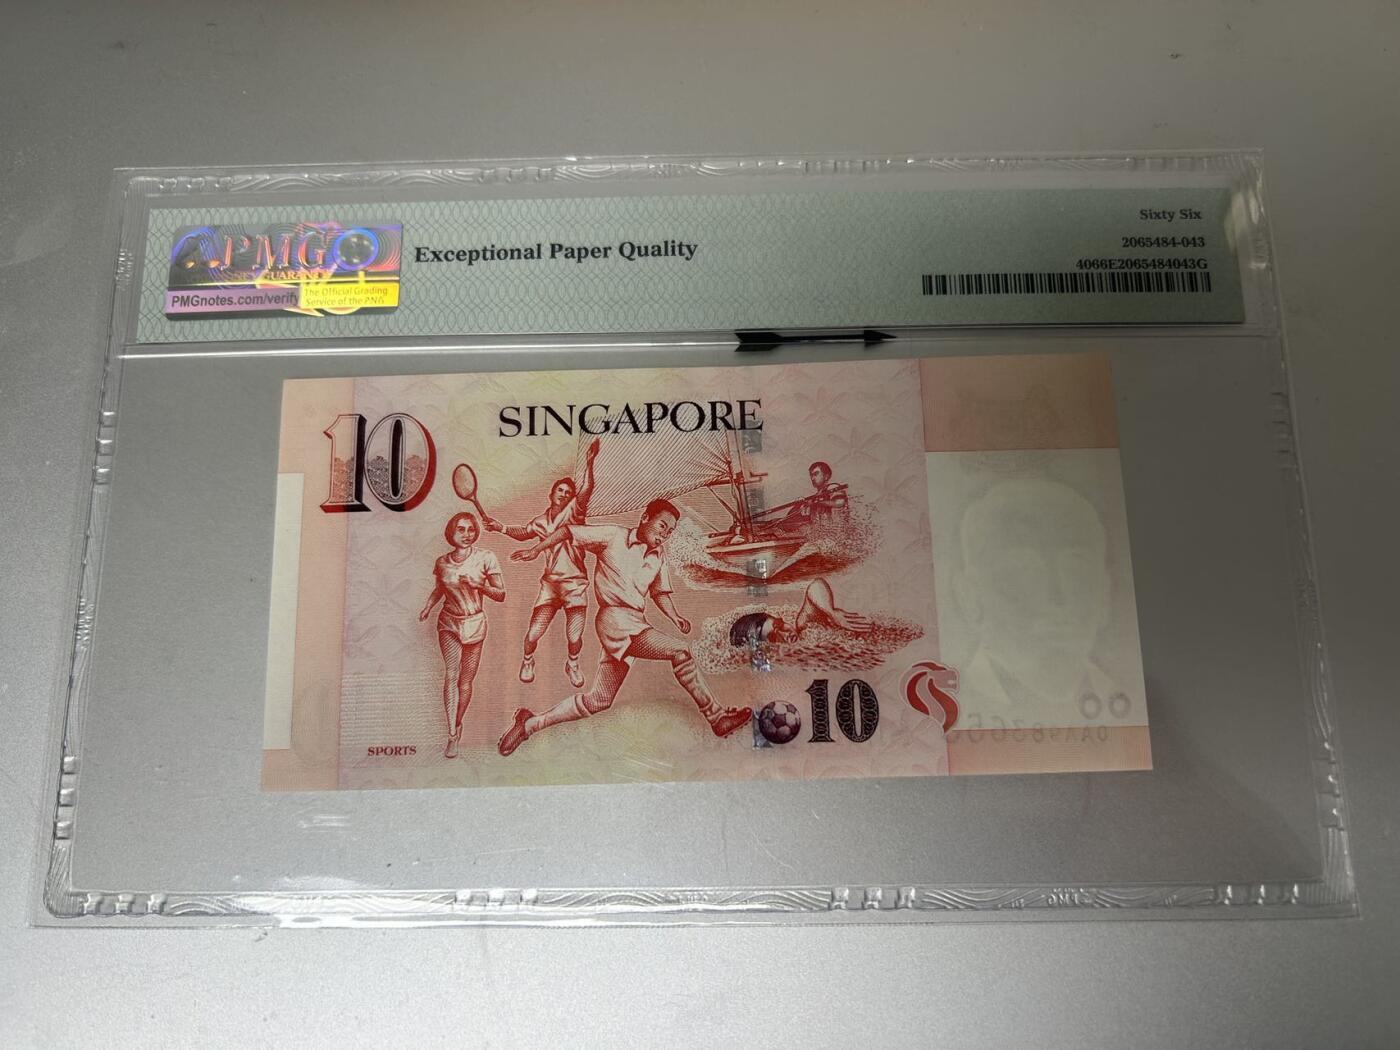 PMG
PMGnotes.com/verify
The Official Grading
Service of the PNG
Exceptional Paper Quality
Sixty Six
2065484-043
4066E2065484043G
10
SINGAPORE
10
SPORTS